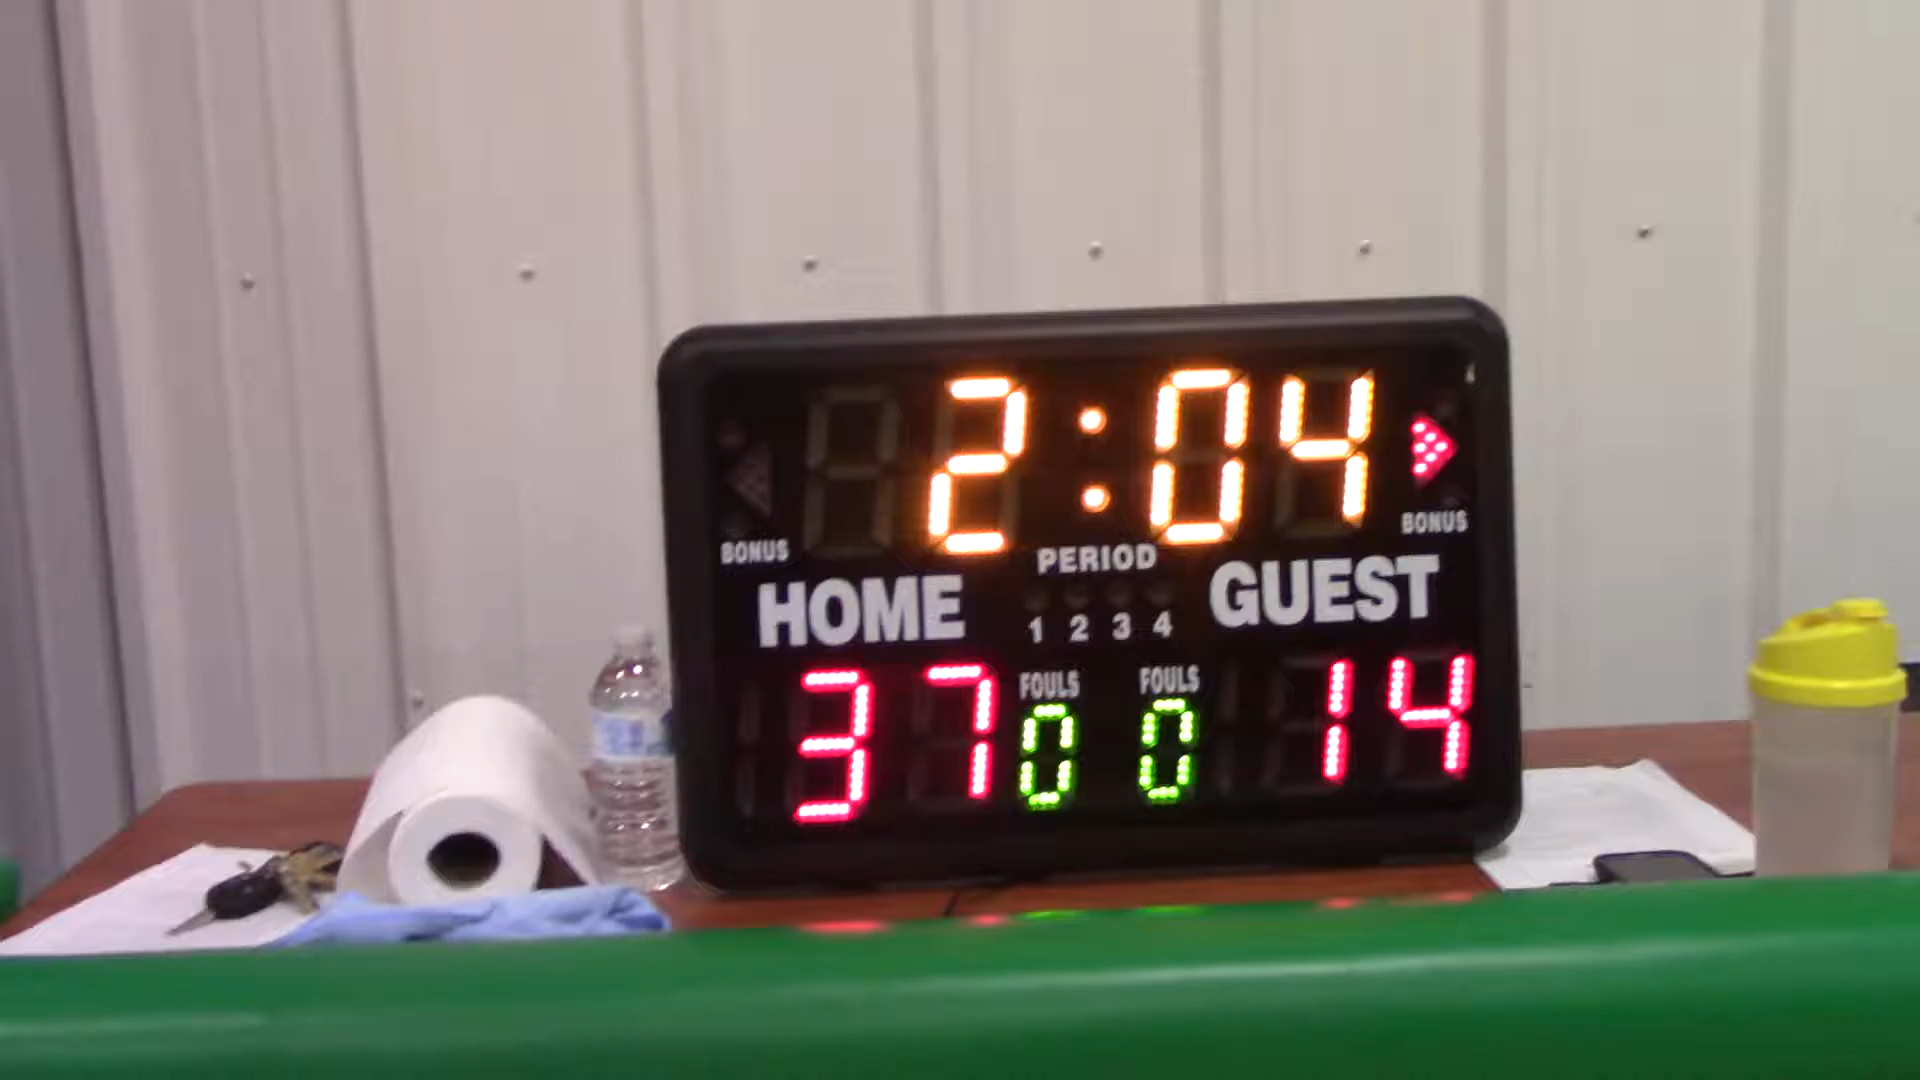 2:04
BONUS
BONUS
PERIOD
HOME
GUEST
1 2 3 4
FOULS
FOULS
37
0
0
14